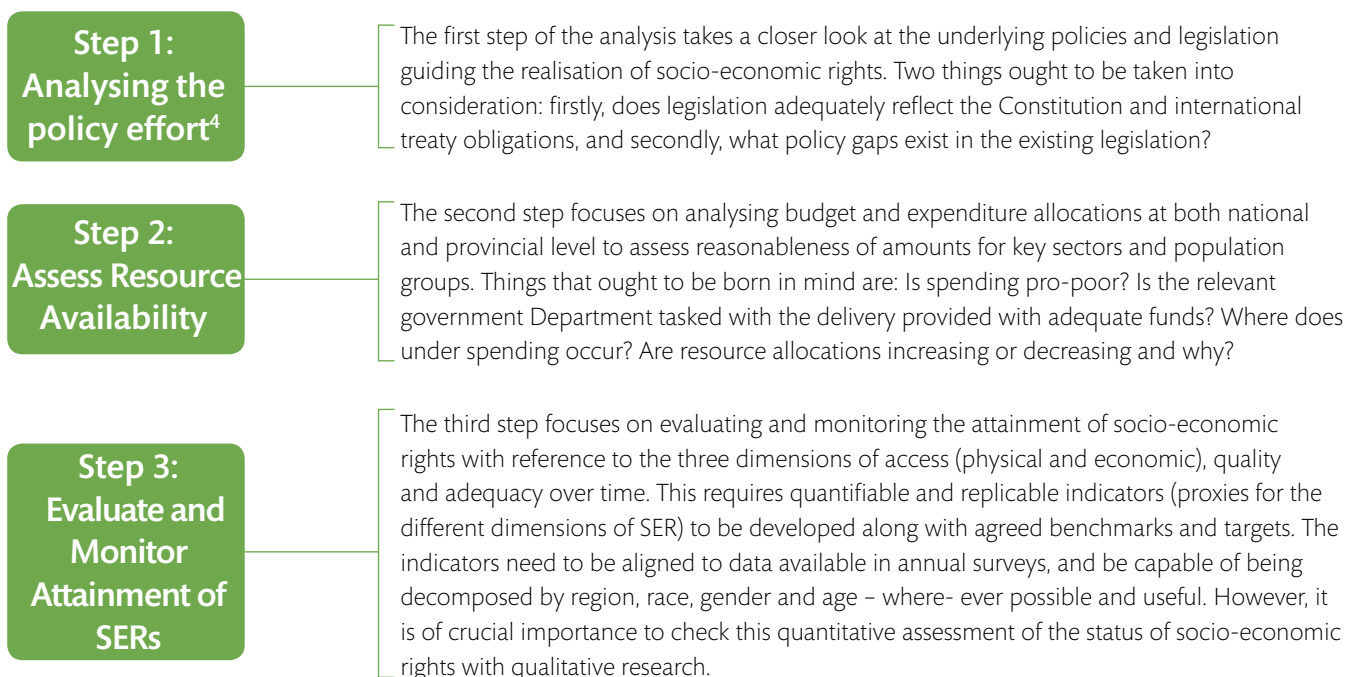 Step 1:
Analysing the
policy effort4
The first step of the analysis takes a closer look at the underlying policies and legislation
guiding the realisation of socio-economic rights. Two things ought to be taken into
consideration: firstly, does legislation adequately reflect the Constitution and international
treaty obligations, and secondly, what policy gaps exist in the existing legislation?
Step 2:
Assess Resource
Availability
The second step focuses on analysing budget and expenditure allocations at both national
and provincial level to assess reasonableness of amounts for key sectors and population
groups. Things that ought to be born in mind are: Is spending pro-poor? Is the relevant
government Department tasked with the delivery provided with adequate funds? Where does
under spending occur? Are resource allocations increasing or decreasing and why?
Step 3:
Evaluate and
Monitor
Attainment of
SERs
The third step focuses on evaluating and monitoring the attainment of socio-economic
rights with reference to the three dimensions of access (physical and economic), quality
and adequacy over time. This requires quantifiable and replicable indicators (proxies for the
different dimensions of SER) to be developed along with agreed benchmarks and targets. The
indicators need to be aligned to data available in annual surveys, and be capable of being
decomposed by region, race, gender and age – where- ever possible and useful. However, it
is of crucial importance to check this quantitative assessment of the status of socio-economic
rights with qualitative research.